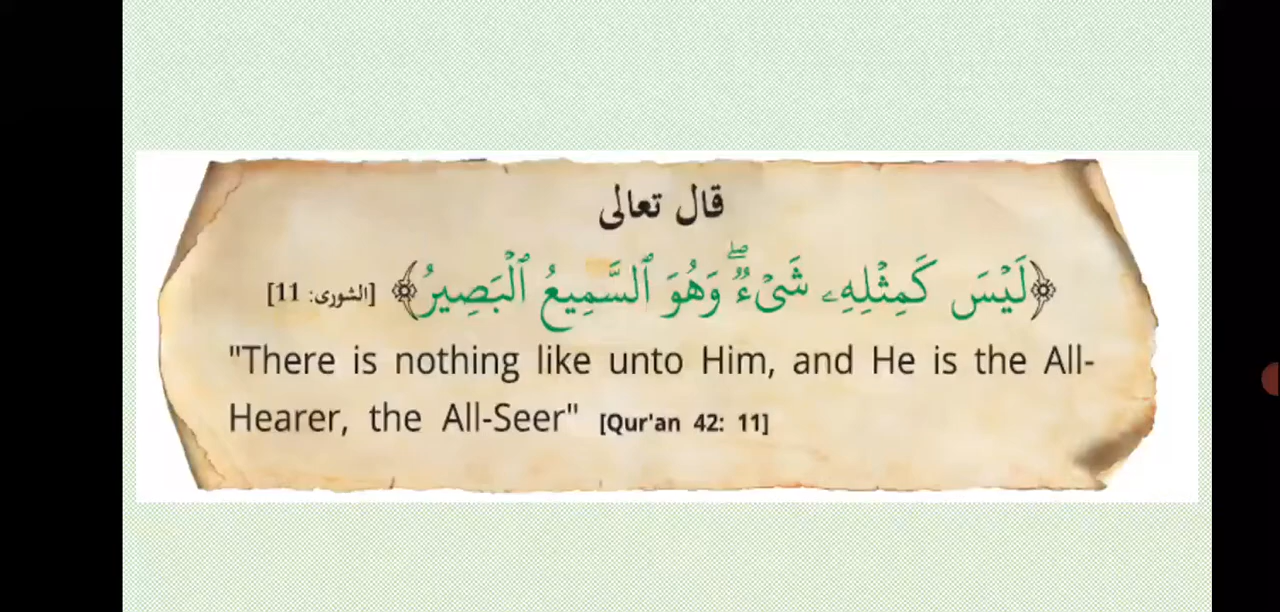 قال تعالى
﴿لَيْسَ كَمِثْلِهِۦ شَىْءٌۭ ۖ وَهُوَ ٱلسَّمِيعُ ٱلْبَصِيرُ﴾ [الشورى: 11]
"There is nothing like unto Him, and He is the All-
Hearer, the All-Seer" [Qur'an 42: 11]